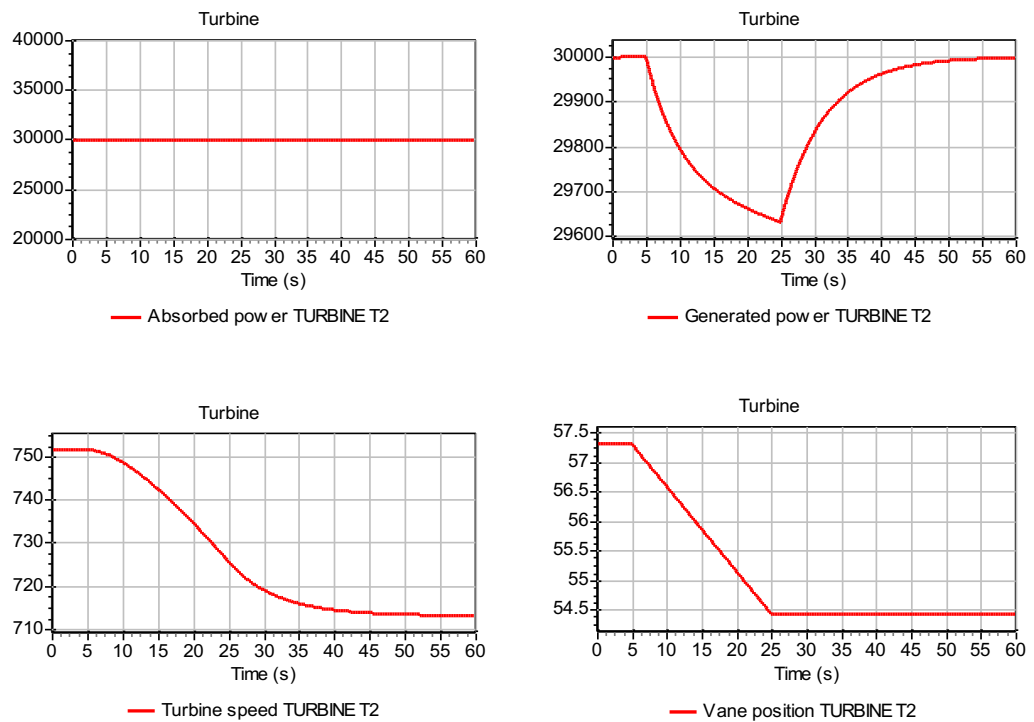 Turbine
40000
35000
30000
25000
20000
0 5 10 15 20 25 30 35 40 45 50 55 60
Time (s)
Absorbed power TURBINE T2
Turbine
30000
29900
29800
29700
29600
0 5 10 15 20 25 30 35 40 45 50 55 60
Time (s)
Generated power TURBINE T2
Turbine
750
740
730
720
710
0 5 10 15 20 25 30 35 40 45 50 55 60
Time (s)
Turbine speed TURBINE T2
Turbine
57.5
57
56.5
56
55.5
55
54.5
0 5 10 15 20 25 30 35 40 45 50 55 60
Time (s)
Vane position TURBINE T2